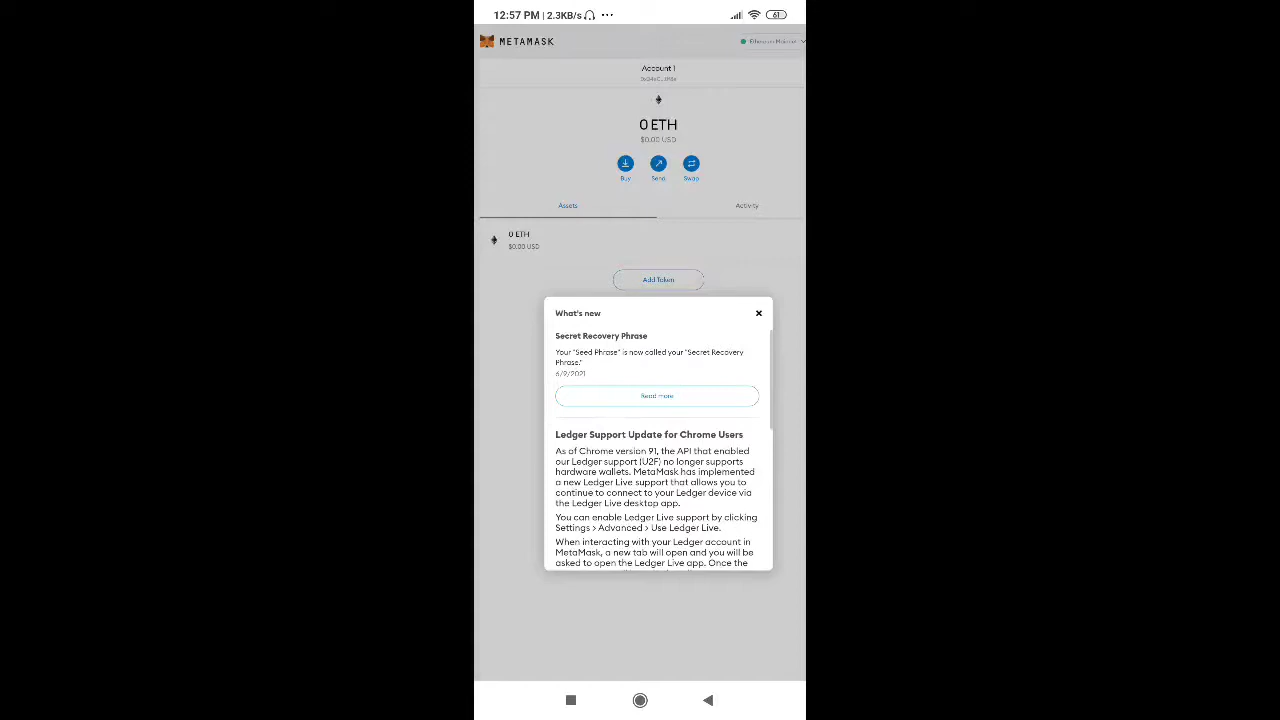 12:57 PM | 2.3KB/s
61
METAMASK
Ethereum Mainnet
Account 1
0 ETH
$0.00 USD
Buy
Send
Swap
Assets
Activity
0 ETH
$0.00 USD
Add Token
What's new
Secret Recovery Phrase
Your "Seed Phrase" is now called your "Secret Recovery
Phrase."
6/9/2021
Read more
Ledger Support Update for Chrome Users
As of Chrome version 91, the API that enabled
our Ledger support (U2F) no longer supports
hardware wallets. MetaMask has implemented
a new Ledger Live support that allows you to
continue to connect to your Ledger device via
the Ledger Live desktop app.
You can enable Ledger Live support by clicking
Settings > Advanced > Use Ledger Live.
When interacting with your Ledger account in
MetaMask, a new tab will open and you will be
asked to open the Ledger Live app. Once the